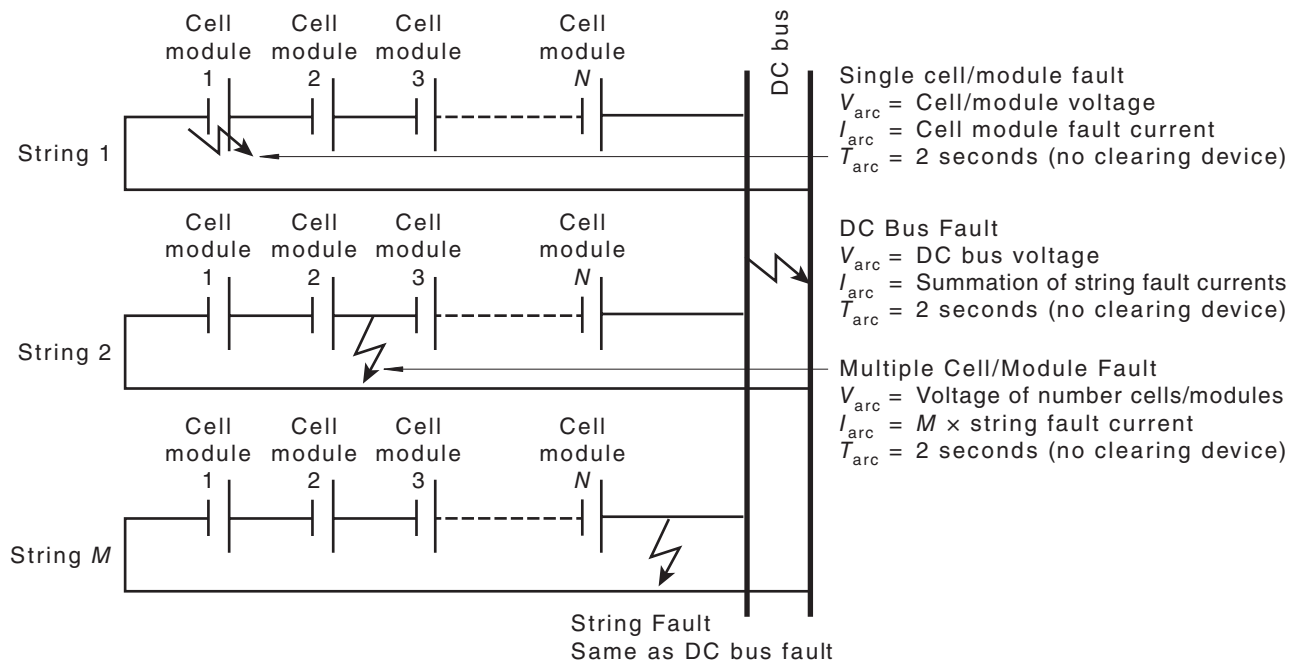 Cell module 1
Cell module 2
Cell module 3
Cell module N
DC bus
String 1
Single cell/module fault
Varc = Cell/module voltage
Iarc = Cell module fault current
Tarc = 2 seconds (no clearing device)
Cell module 1
Cell module 2
Cell module 3
Cell module N
String 2
DC Bus Fault
Varc = DC bus voltage
Iarc = Summation of string fault currents
Tarc = 2 seconds (no clearing device)
Multiple Cell/Module Fault
Varc = Voltage of number cells/modules
Iarc = M × string fault current
Tarc = 2 seconds (no clearing device)
Cell module 1
Cell module 2
Cell module 3
Cell module N
String M
String Fault
Same as DC bus fault